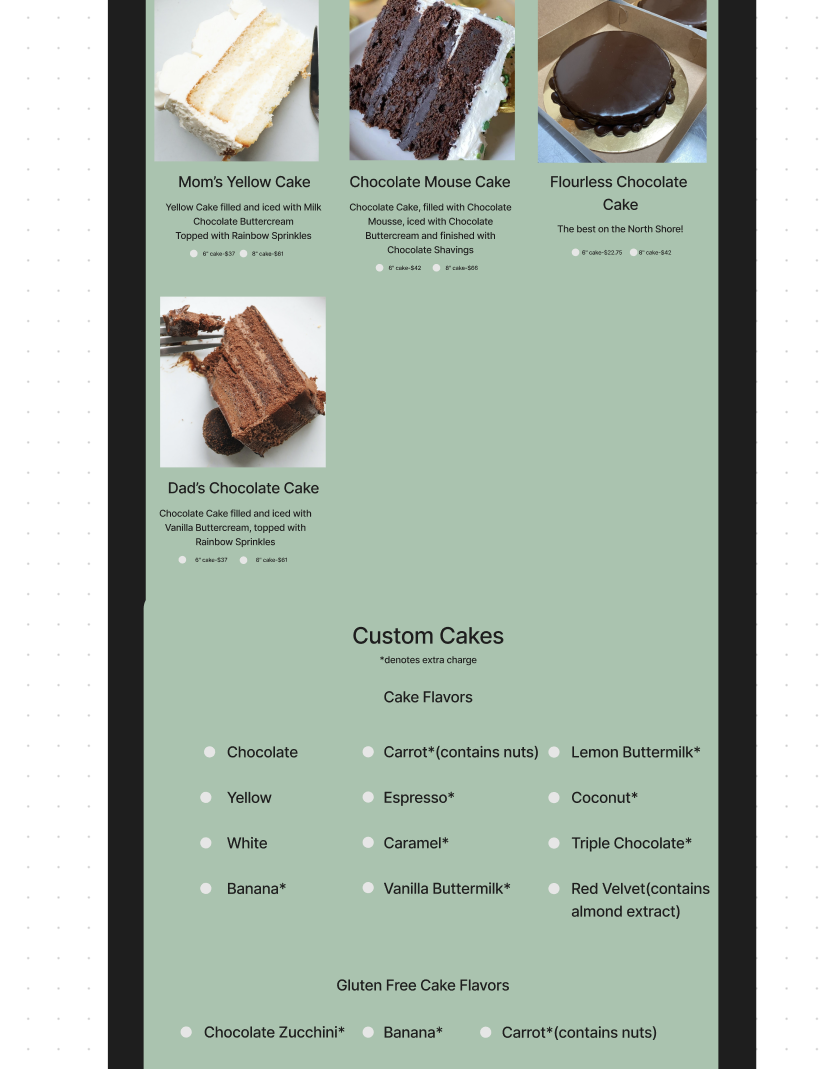 Mom’s Yellow Cake
Yellow Cake filled and iced with Milk
Chocolate Buttercream
Topped with Rainbow Sprinkles
6" cake-$37 8" cake-$61
Chocolate Mouse Cake
Chocolate Cake, filled with Chocolate
Mousse, iced with Chocolate
Buttercream and finished with
Chocolate Shavings
6" cake-$42 8" cake-$66
Flourless Chocolate
Cake
The best on the North Shore!
6" cake-$22.75 8" cake-$42
Dad’s Chocolate Cake
Chocolate Cake filled and iced with
Vanilla Buttercream, topped with
Rainbow Sprinkles
6" cake-$37 8" cake-$61
Custom Cakes
*denotes extra charge
Cake Flavors
Chocolate Carrot*(contains nuts) Lemon Buttermilk*
Yellow Espresso* Coconut*
White Caramel* Triple Chocolate*
Banana* Vanilla Buttermilk* Red Velvet(contains
almond extract)
Gluten Free Cake Flavors
Chocolate Zucchini* Banana* Carrot*(contains nuts)